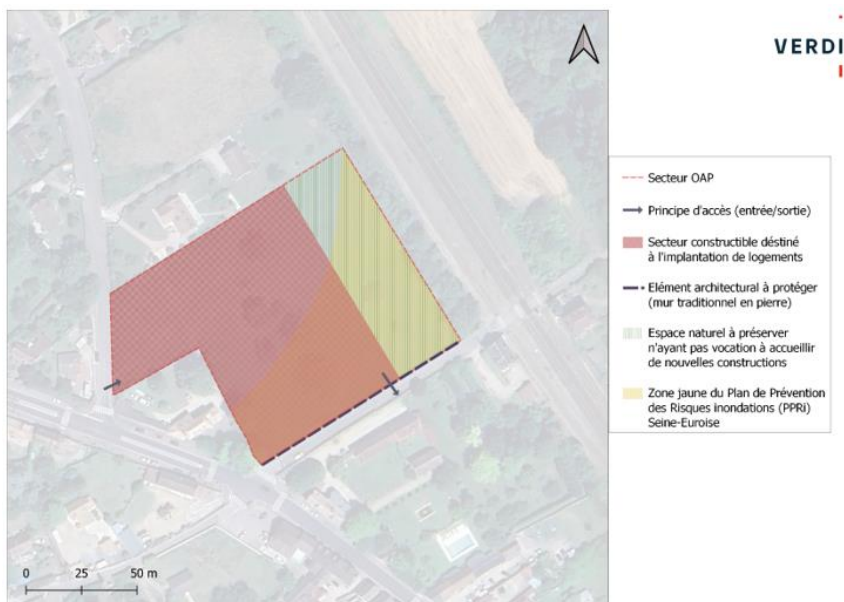 VERDI
Secteur OAP
Principe d'accès (entrée/sortie)
Secteur constructible déstiné
à l'implantation de logements
Elément architectural à protéger
(mur traditionnel en pierre)
Espace naturel à préserver
n'ayant pas vocation à accueillir
de nouvelles constructions
Zone jaune du Plan de Prévention
des Risques inondations (PPRi)
Seine-Euroise
0 25 50 m